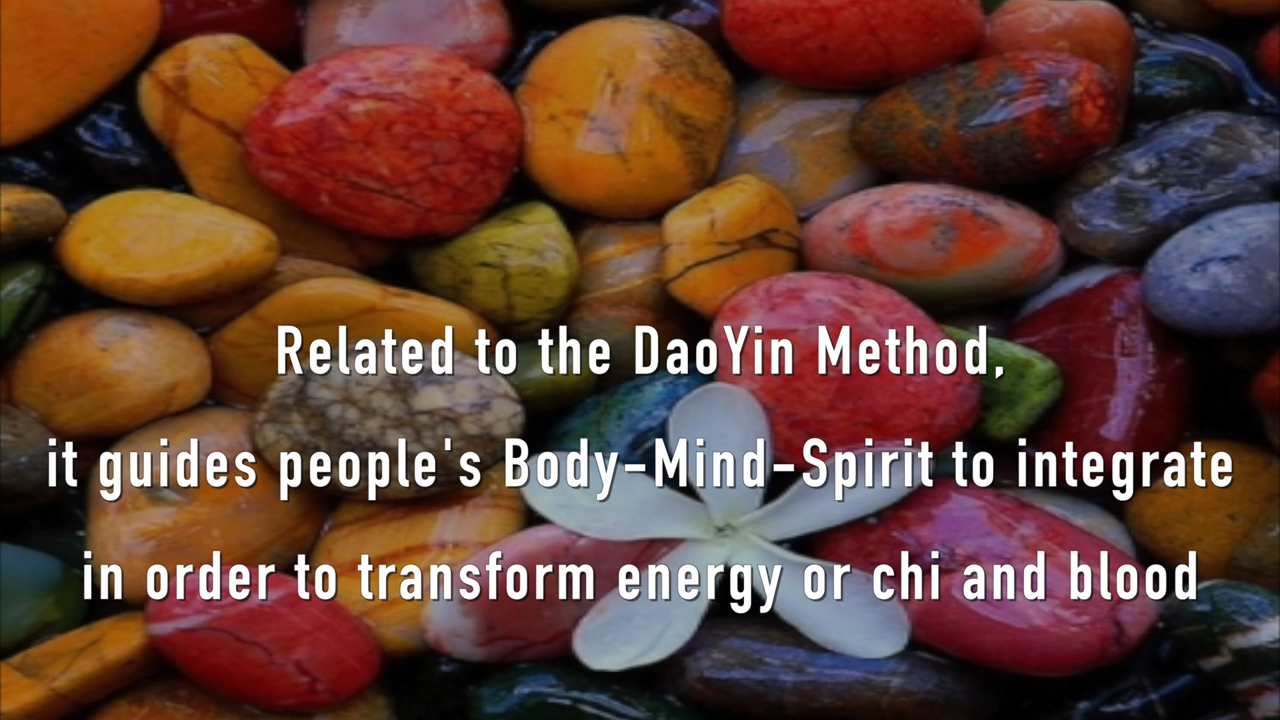 Related to the DaoYin Method,
it guides people's Body-Mind-Spirit to integrate
in order to transform energy or chi and blood